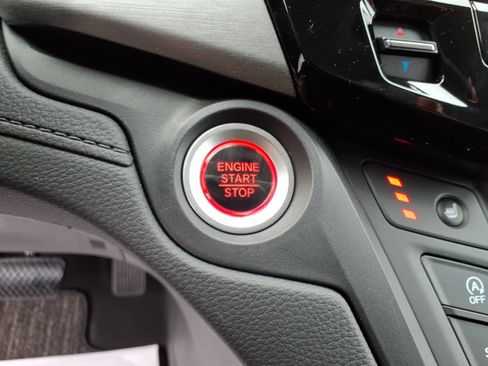 ENGINE
START
STOP
A
OFF
S